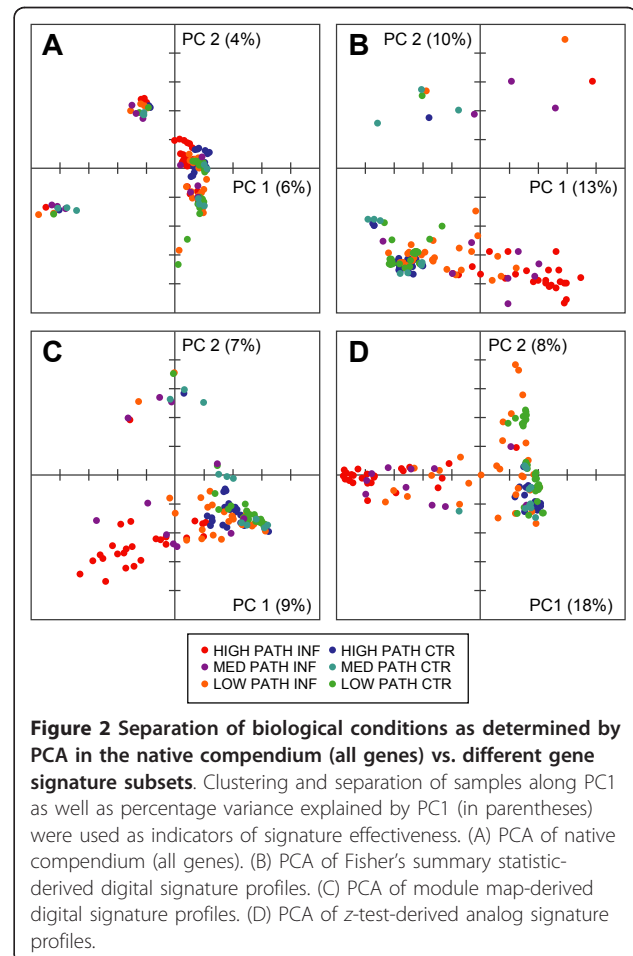 A
PC 2 (4%)
PC 1 (6%)
B
PC 2 (10%)
PC 1 (13%)
C
PC 2 (7%)
PC 1 (9%)
D
PC 2 (8%)
PC1 (18%)
HIGH PATH INF HIGH PATH CTR
MED PATH INF MED PATH CTR
LOW PATH INF LOW PATH CTR
Figure 2 Separation of biological conditions as determined by
PCA in the native compendium (all genes) vs. different gene
signature subsets. Clustering and separation of samples along PC1
as well as percentage variance explained by PC1 (in parentheses)
were used as indicators of signature effectiveness. (A) PCA of native
compendium (all genes). (B) PCA of Fisher's summary statistic-
derived digital signature profiles. (C) PCA of module map-derived
digital signature profiles. (D) PCA of z-test-derived analog signature
profiles.